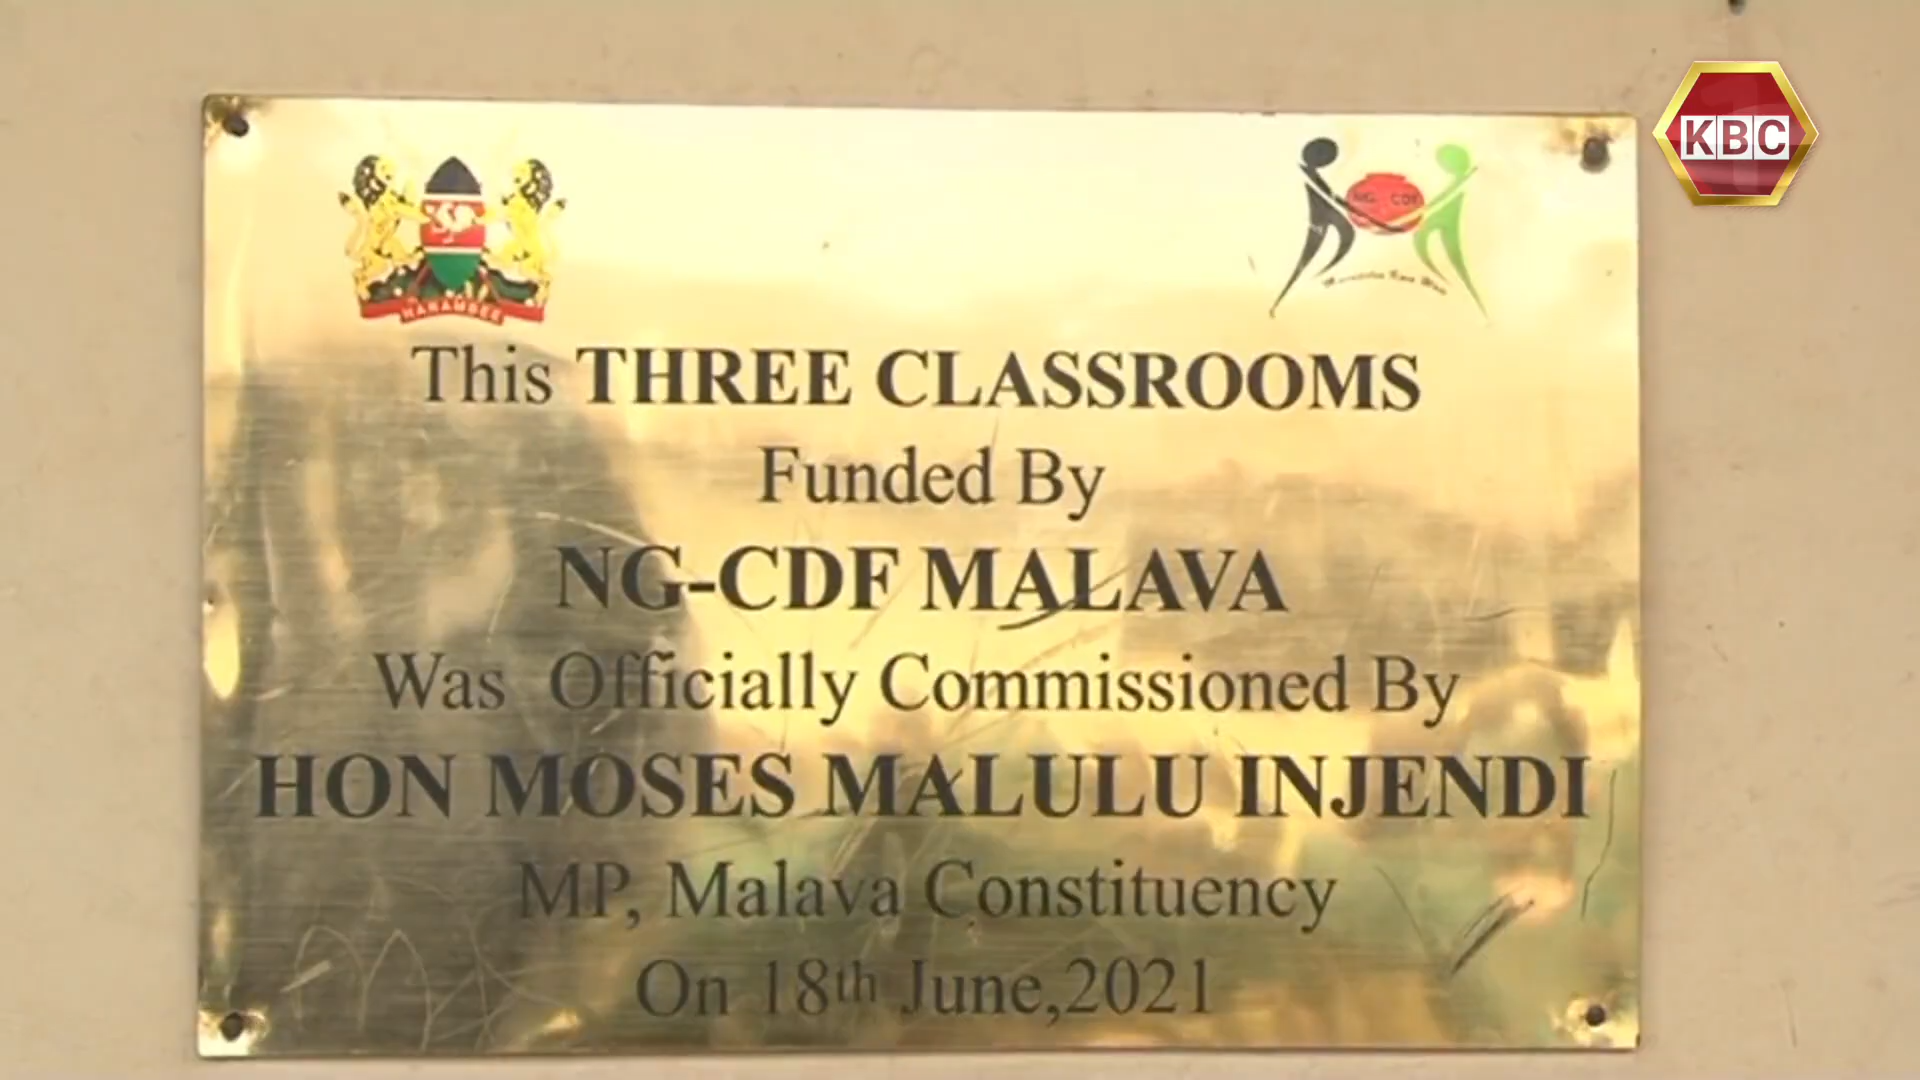 KBC
HARAMBEE
NG CDF
This THREE CLASSROOMS
Funded By
NG-CDF MALAVA
Was Officially Commissioned By
HON MOSES MALULU INJENDI
MP, Malava Constituency
On 18th June,2021